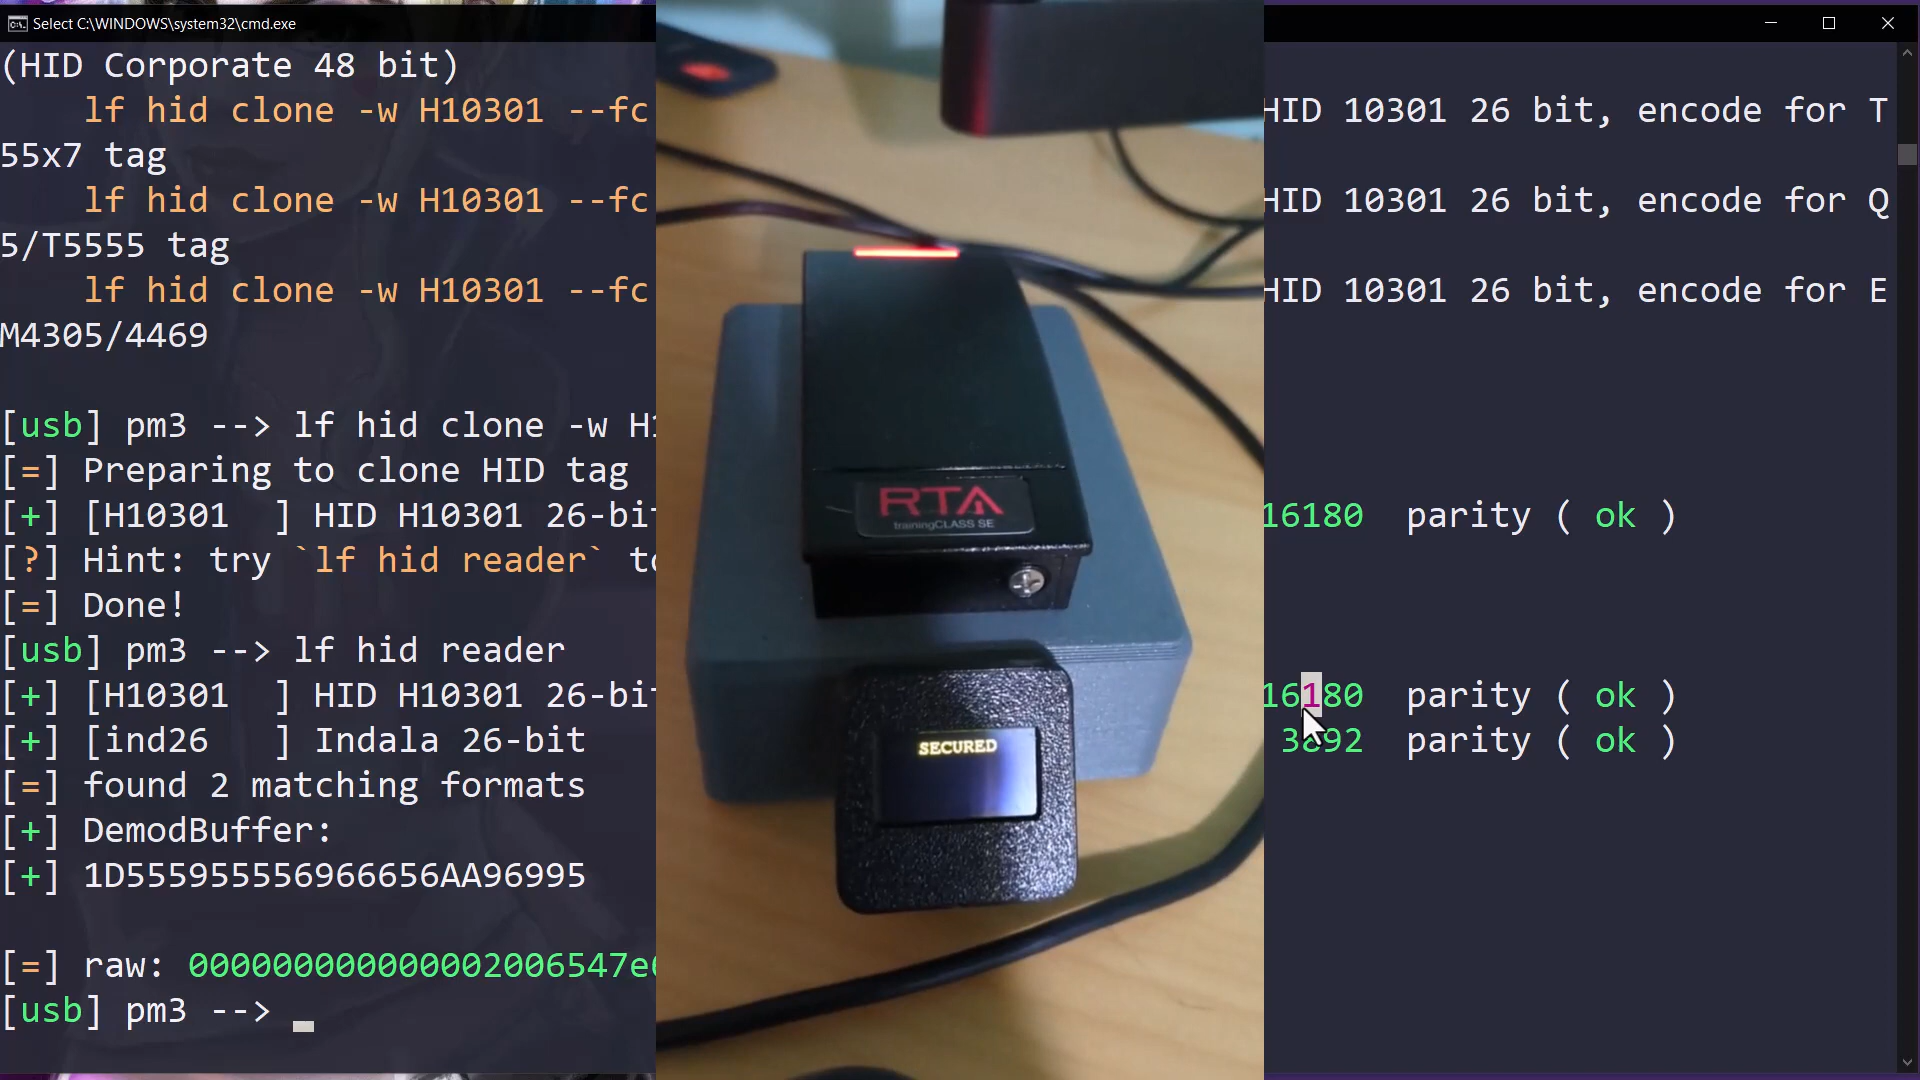 Select C:\WINDOWS\system32\cmd.exe
(HID Corporate 48 bit)
lf hid clone -w H10301 --fc HID 10301 26 bit, encode for T
55x7 tag
lf hid clone -w H10301 --fc HID 10301 26 bit, encode for Q
5/T5555 tag
lf hid clone -w H10301 --fc HID 10301 26 bit, encode for E
M4305/4469
[usb] pm3 --> lf hid clone -w H1
[=] Preparing to clone HID tag
[+] [H10301   ] HID H10301 26-bit 16180 parity ( ok )
[?] Hint: try `lf hid reader` to
[=] Done!
[usb] pm3 --> lf hid reader
[+] [H10301   ] HID H10301 26-bit 16180 parity ( ok )
[+] [ind26    ] Indala 26-bit 3892 parity ( ok )
[=] found 2 matching formats
[+] DemodBuffer:
[+] 1D555955556966656AA96995
[=] raw: 000000000000002006547e
[usb] pm3 -->
RTA
trainingCLASS SE
SECURED